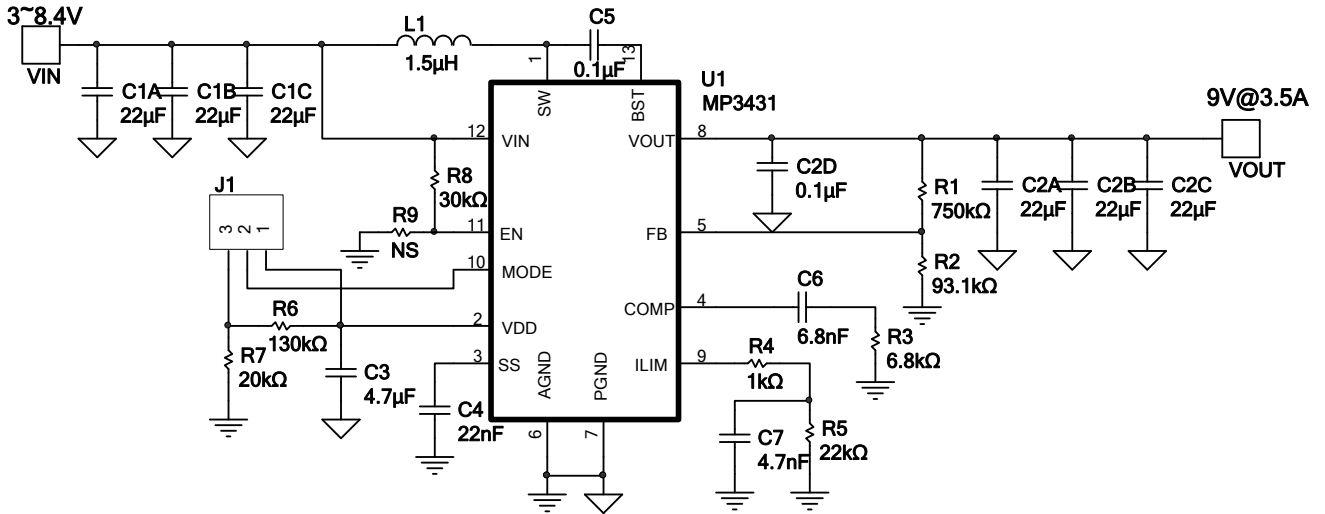 3~8.4V
VIN
C1A
22µF
C1B
22µF
C1C
22µF
L1
1.5µH
C5
0.1µF
1
13
SW
BST
U1
MP3431
12
VIN
VOUT
8
9V@3.5A
VOUT
R8
30kΩ
C2D
0.1µF
R1
750kΩ
C2A
22µF
C2B
22µF
C2C
22µF
J1
3
2
1
R9
NS
11
EN
FB
5
10
MODE
R2
93.1kΩ
COMP
4
C6
6.8nF
R3
6.8kΩ
R6
130kΩ
2
VDD
R7
20kΩ
C3
4.7µF
3
SS
ILIM
9
R4
1kΩ
AGND
PGND
C4
22nF
6
7
C7
4.7nF
R5
22kΩ